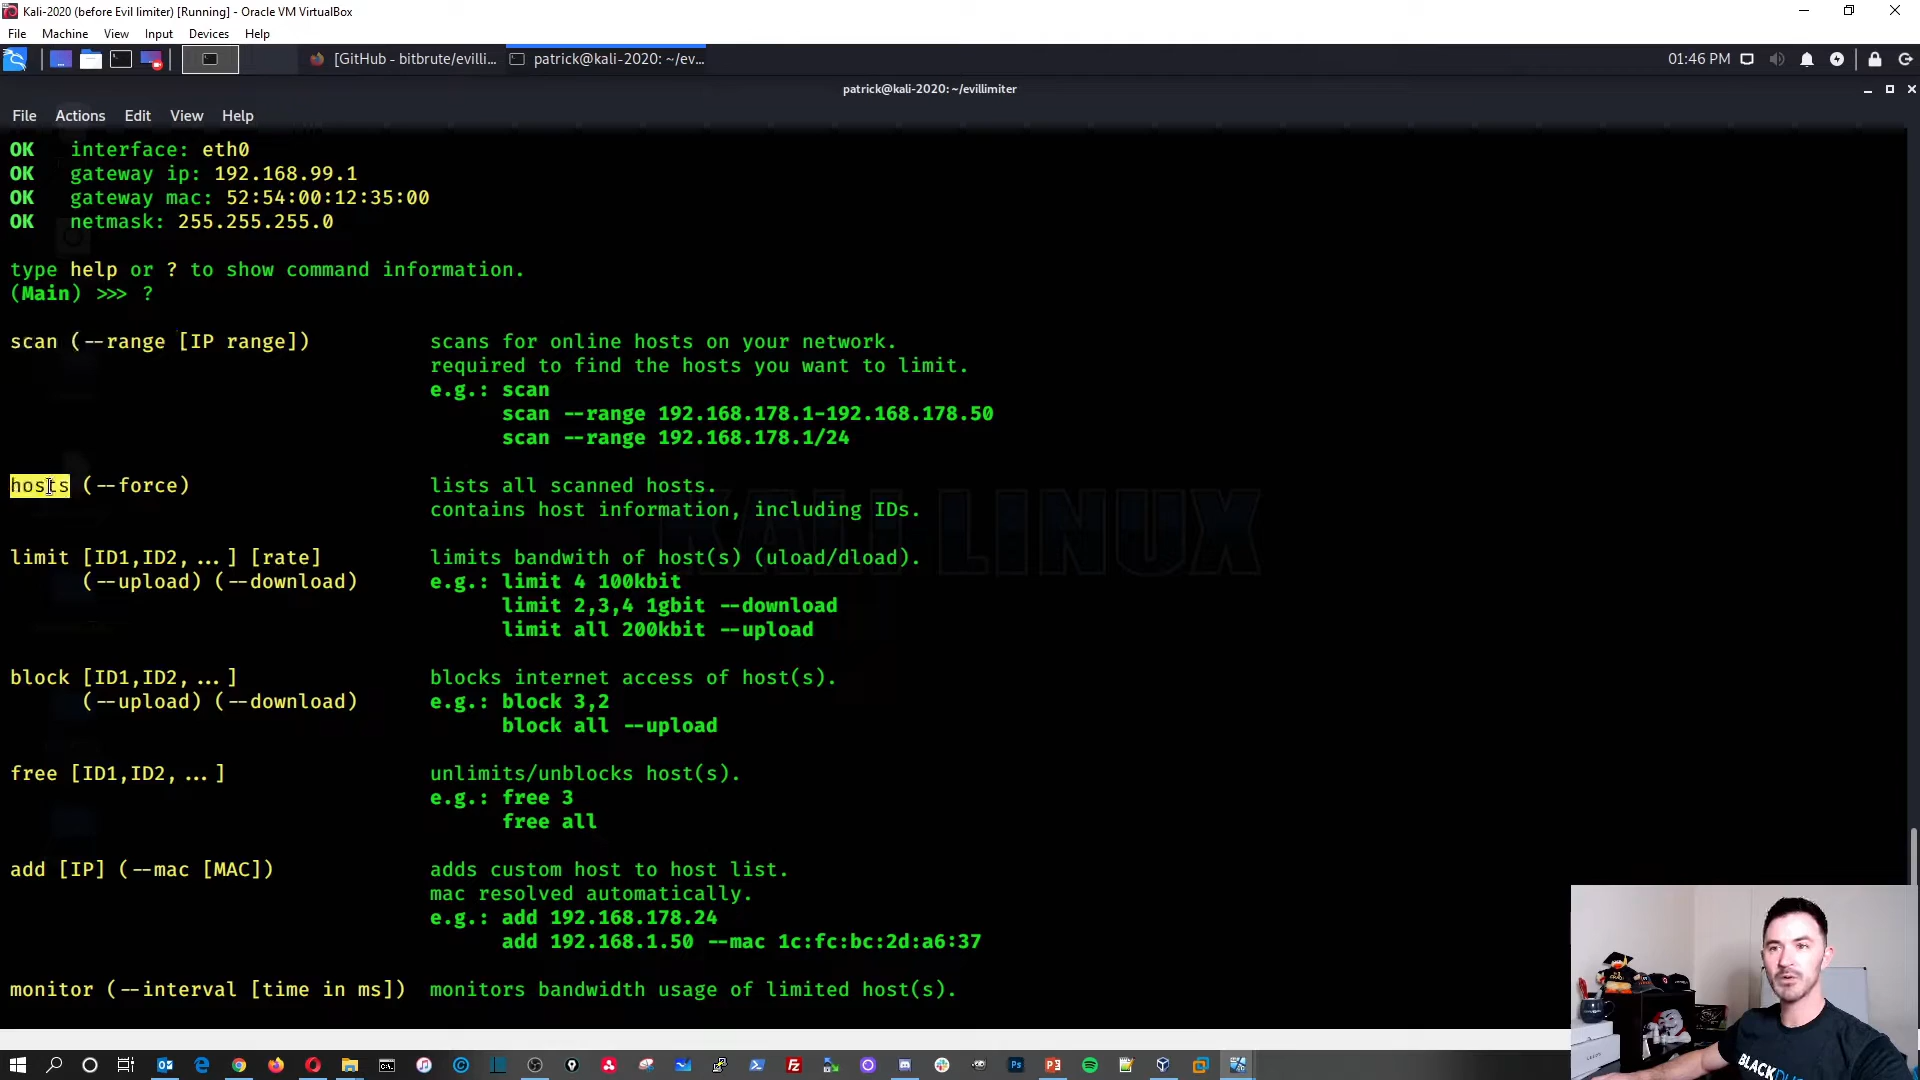 Kali-2020 (before Evil limiter) [Running] - Oracle VM VirtualBox
File Machine View Input Devices Help
[GitHub - bitbrute/evilli... patrick@kali-2020: ~/ev... 01:46 PM
patrick@kali-2020: ~/evillimiter
File Actions Edit View Help
OK interface: eth0
OK gateway ip: 192.168.99.1
OK gateway mac: 52:54:00:12:35:00
OK netmask: 255.255.255.0
type help or ? to show command information.
(Main) >>> ?
scan (--range [IP range]) scans for online hosts on your network.
required to find the hosts you want to limit.
e.g.: scan
scan --range 192.168.178.1-192.168.178.50
scan --range 192.168.178.1/24
hosts (--force) lists all scanned hosts.
contains host information, including IDs.
limit [ID1,ID2,...] [rate] limits bandwith of host(s) (uload/dload).
(--upload) (--download) e.g.: limit 4 100kbit
limit 2,3,4 1gbit --download
limit all 200kbit --upload
block [ID1,ID2,...] blocks internet access of host(s).
(--upload) (--download) e.g.: block 3,2
block all --upload
free [ID1,ID2,...] unlimits/unblocks host(s).
e.g.: free 3
free all
add [IP] (--mac [MAC]) adds custom host to host list.
mac resolved automatically.
e.g.: add 192.168.178.24
add 192.168.1.50 --mac 1c:fc:bc:2d:a6:37
monitor (--interval [time in ms]) monitors bandwidth usage of limited host(s).
KALI LINUX